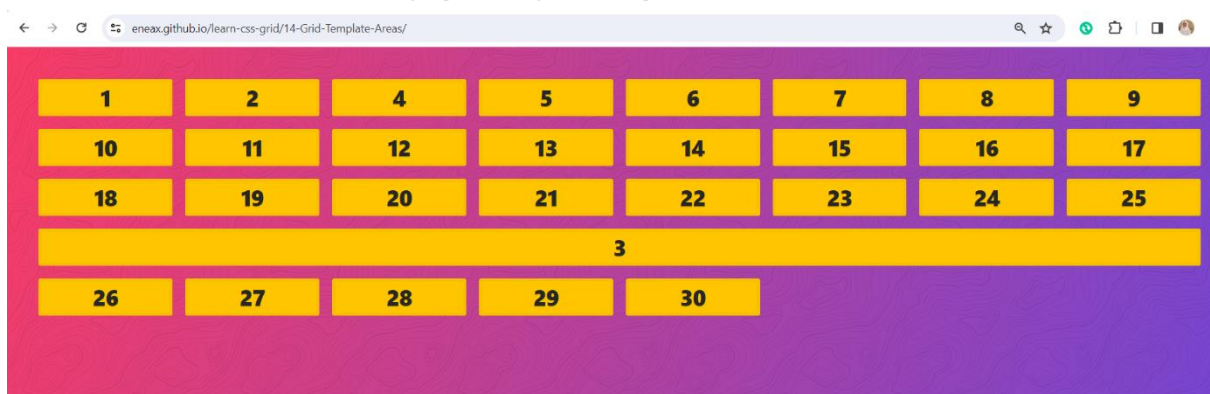 eneax.github.io/learn-css-grid/14-Grid-Template-Areas/
1 2 4 5 6 7 8 9
10 11 12 13 14 15 16 17
18 19 20 21 22 23 24 25
3
26 27 28 29 30